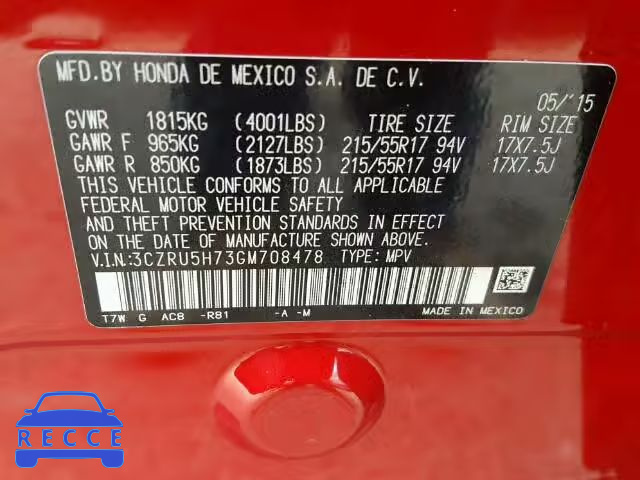 MFD.BY HONDA DE MEXICO S.A. DE C.V.
05/'15
GVWR 1815KG (4001LBS) TIRE SIZE RIM SIZE
GAWR F 965KG (2127LBS) 215/55R17 94V 17X7.5J
GAWR R 850KG (1873LBS) 215/55R17 94V 17X7.5J
THIS VEHICLE CONFORMS TO ALL APPLICABLE
FEDERAL MOTOR VEHICLE SAFETY
AND THEFT PREVENTION STANDARDS IN EFFECT
ON THE DATE OF MANUFACTURE SHOWN ABOVE.
V.I.N:3CZRU5H73GM708478 TYPE: MPV
T7W G AC8 -R81 -A -M MADE IN MEXICO
RECCE